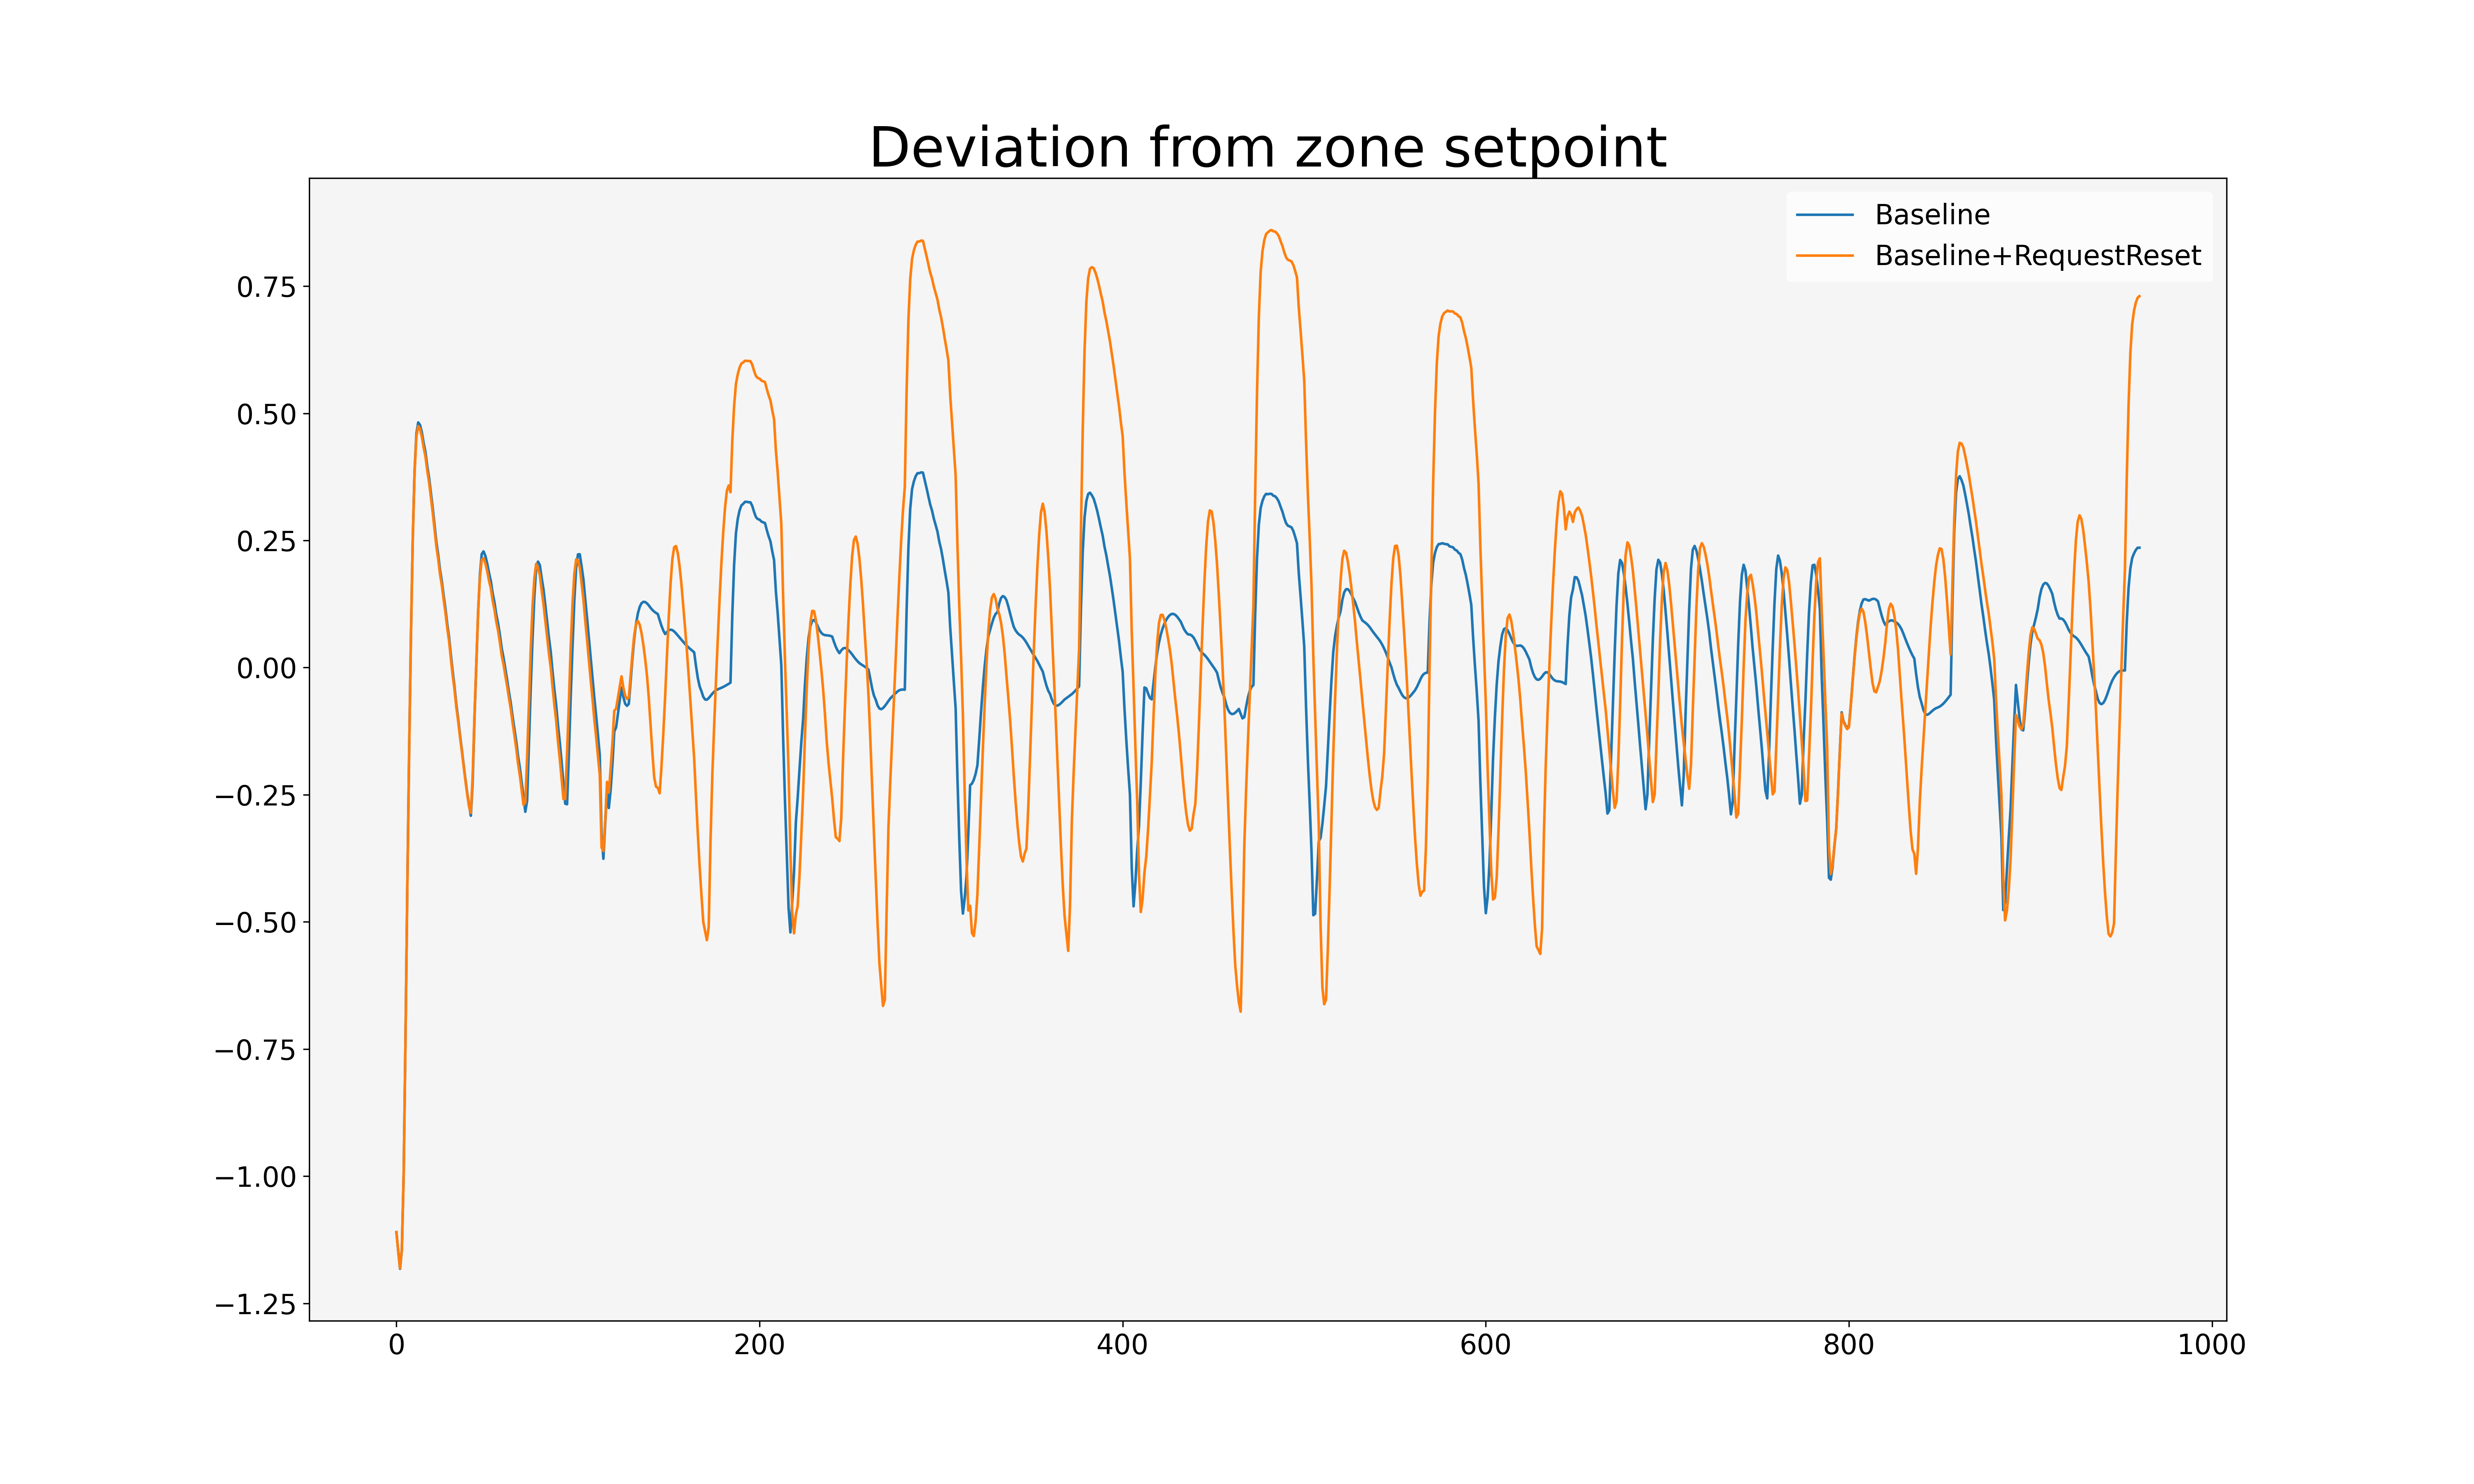 Deviation from zone setpoint
Baseline
Baseline+RequestReset
0.75
0.50
0.25
0.00
−0.25
−0.50
−0.75
−1.00
−1.25
0 200 400 600 800 1000